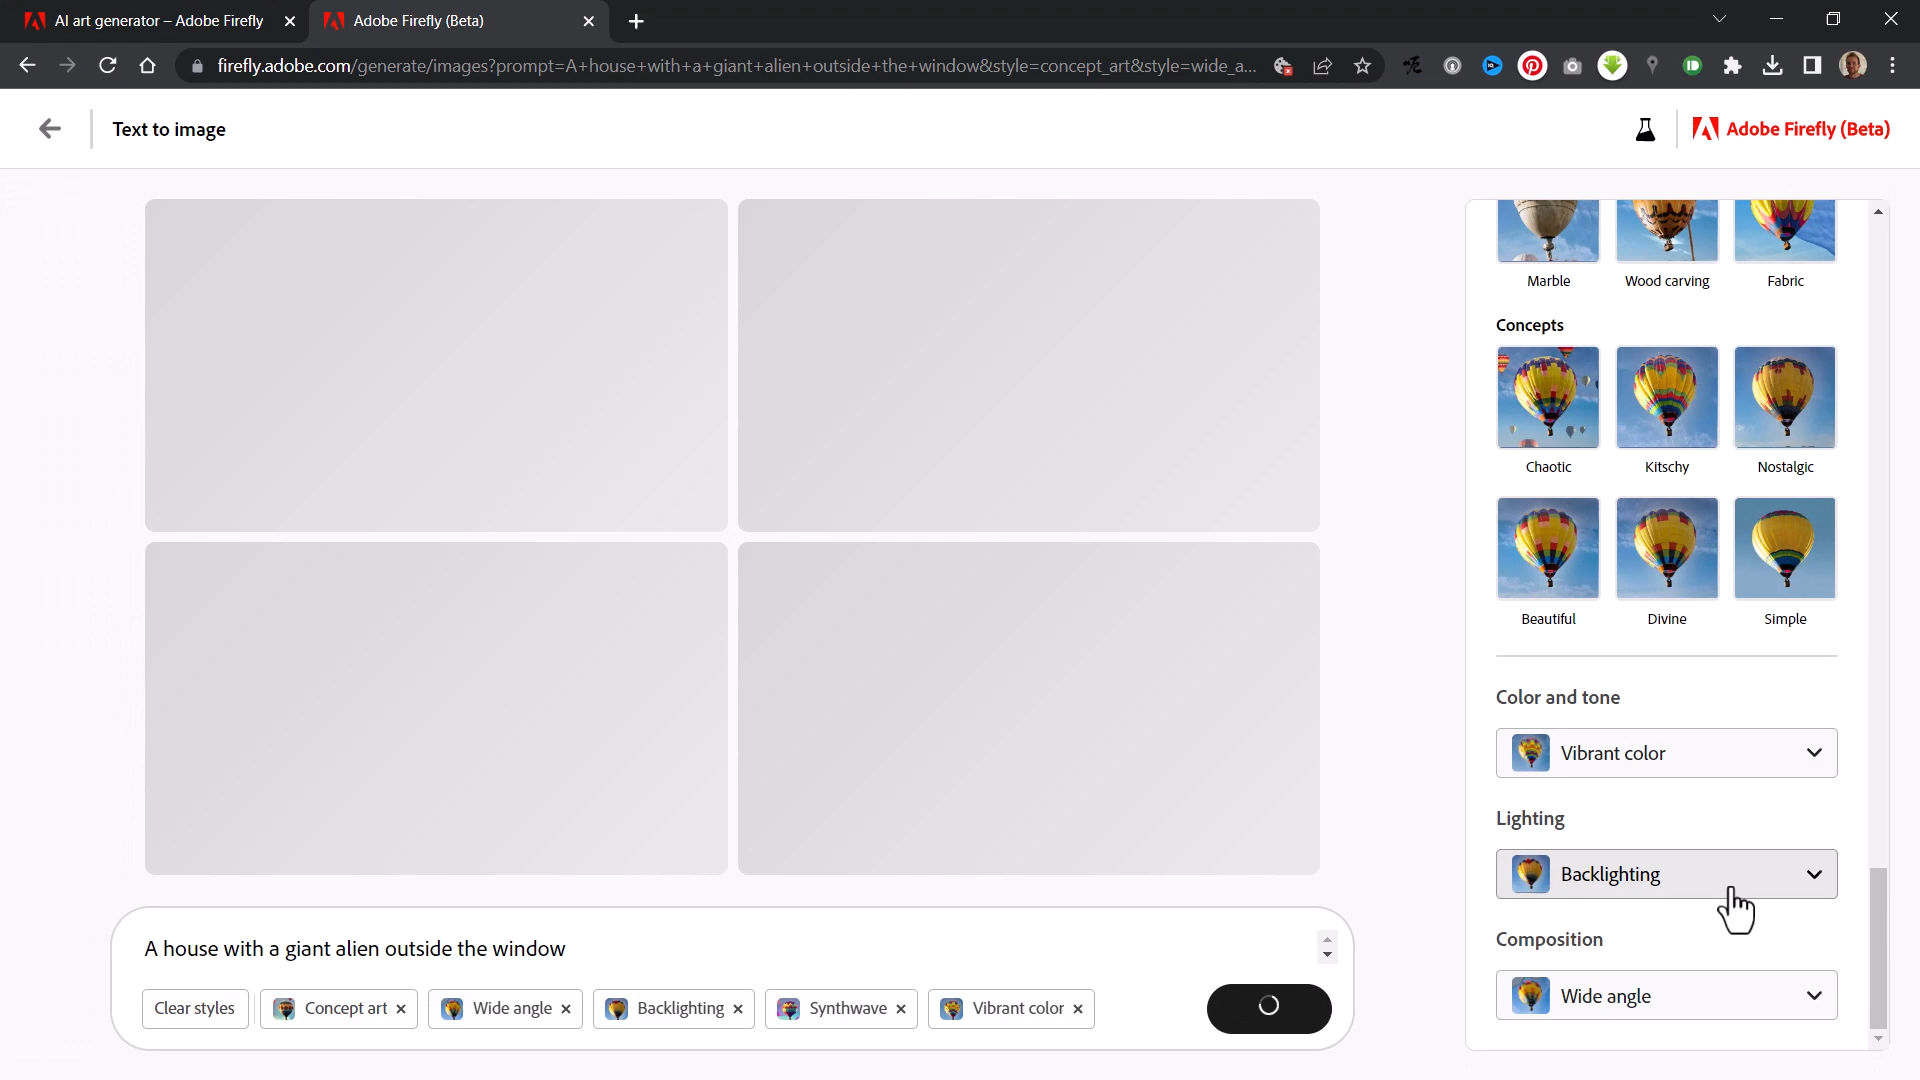 AI art generator – Adobe Firefly
Adobe Firefly (Beta)
firefly.adobe.com/generate/images?prompt=A+house+with+a+giant+alien+outside+the+window&style=concept_art&style=wide_a...
Text to image
Adobe Firefly (Beta)
Marble Wood carving Fabric
Concepts
Chaotic Kitschy Nostalgic
Beautiful Divine Simple
Color and tone
Vibrant color
Lighting
Backlighting
Composition
Wide angle
A house with a giant alien outside the window
Clear styles Concept art Wide angle Backlighting Synthwave Vibrant color